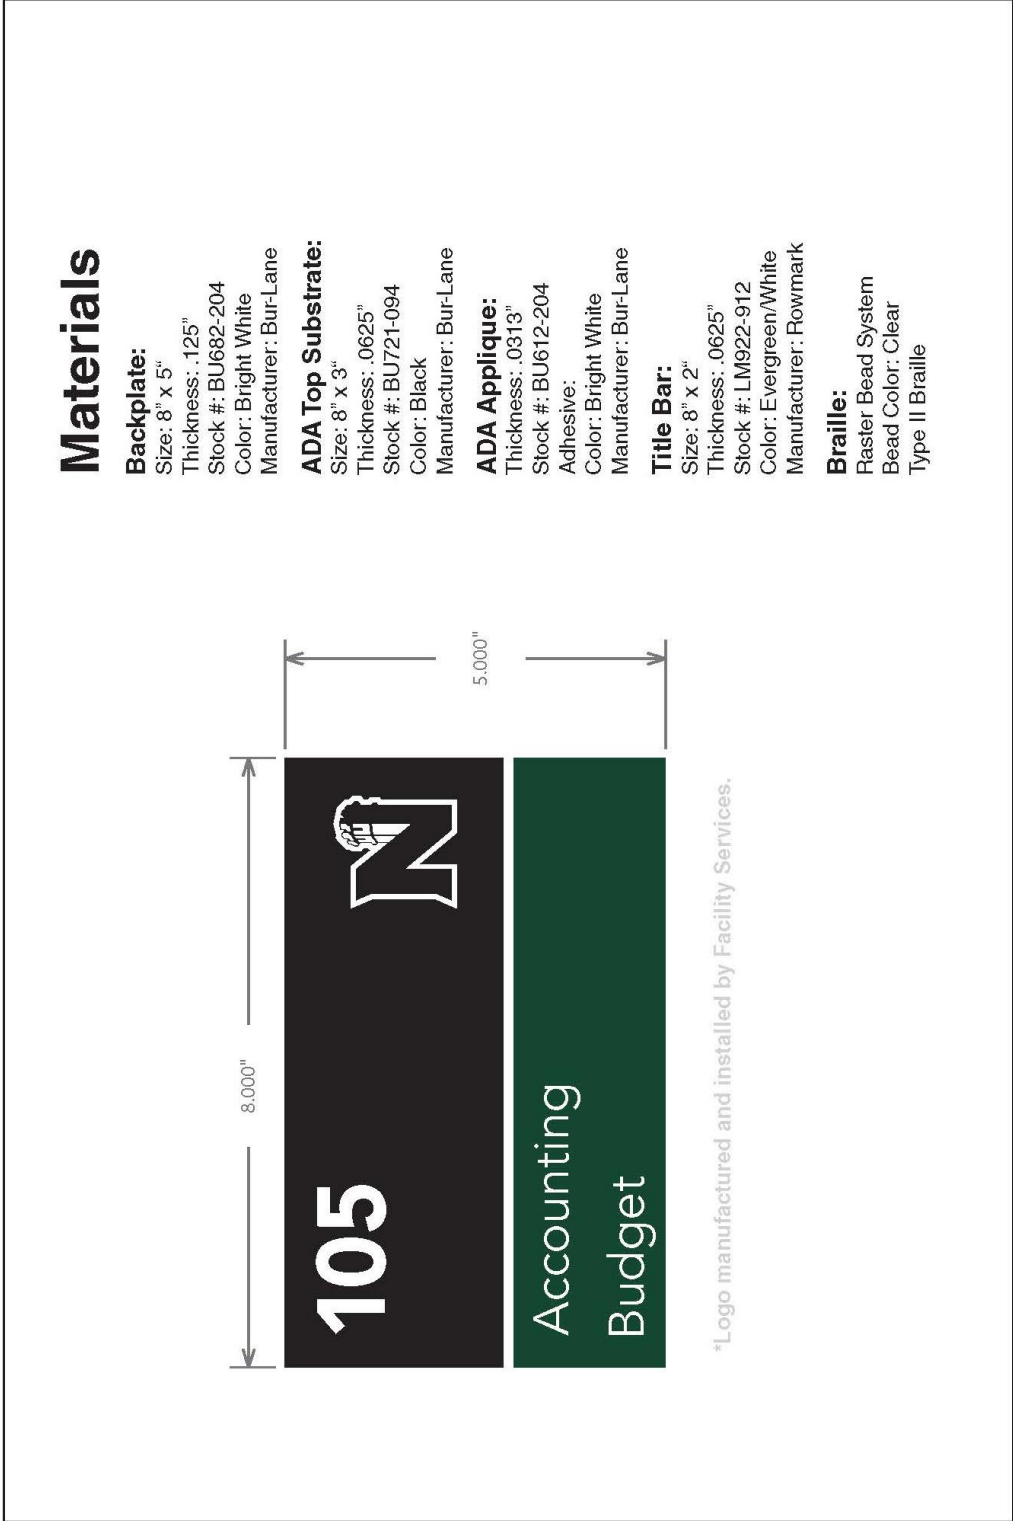 Materials
Backplate:
Size: 8” x 5“
Thickness: .125”
Stock #: BU682-204
Color: Bright White
Manufacturer: Bur-Lane
ADA Top Substrate:
Size: 8” x 3“
Thickness: .0625”
Stock #: BU721-094
Color: Black
Manufacturer: Bur-Lane
ADA Applique:
Thickness: .0313”
Stock #: BU612-204
Adhesive:
Color: Bright White
Manufacturer: Bur-Lane
Title Bar:
Size: 8” x 2“
Thickness: .0625”
Stock #: LM922-912
Color: Evergreen/White
Manufacturer: Rowmark
Braille:
Raster Bead System
Bead Color: Clear
Type II Braille
8.000"
5.000"
105
N
Accounting
Budget
*Logo manufactured and installed by Facility Services.